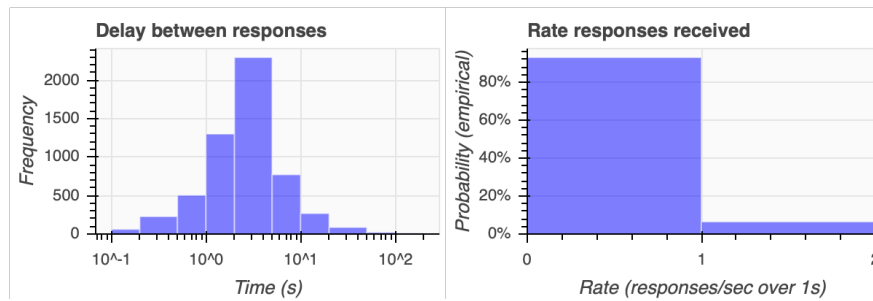 Delay between responses
Frequency
2000
1500
1000
500
0
10^-1
10^0
10^1
10^2
Time (s)
Rate responses received
Probability (empirical)
80%
60%
40%
20%
0%
0
1
Rate (responses/sec over 1s)